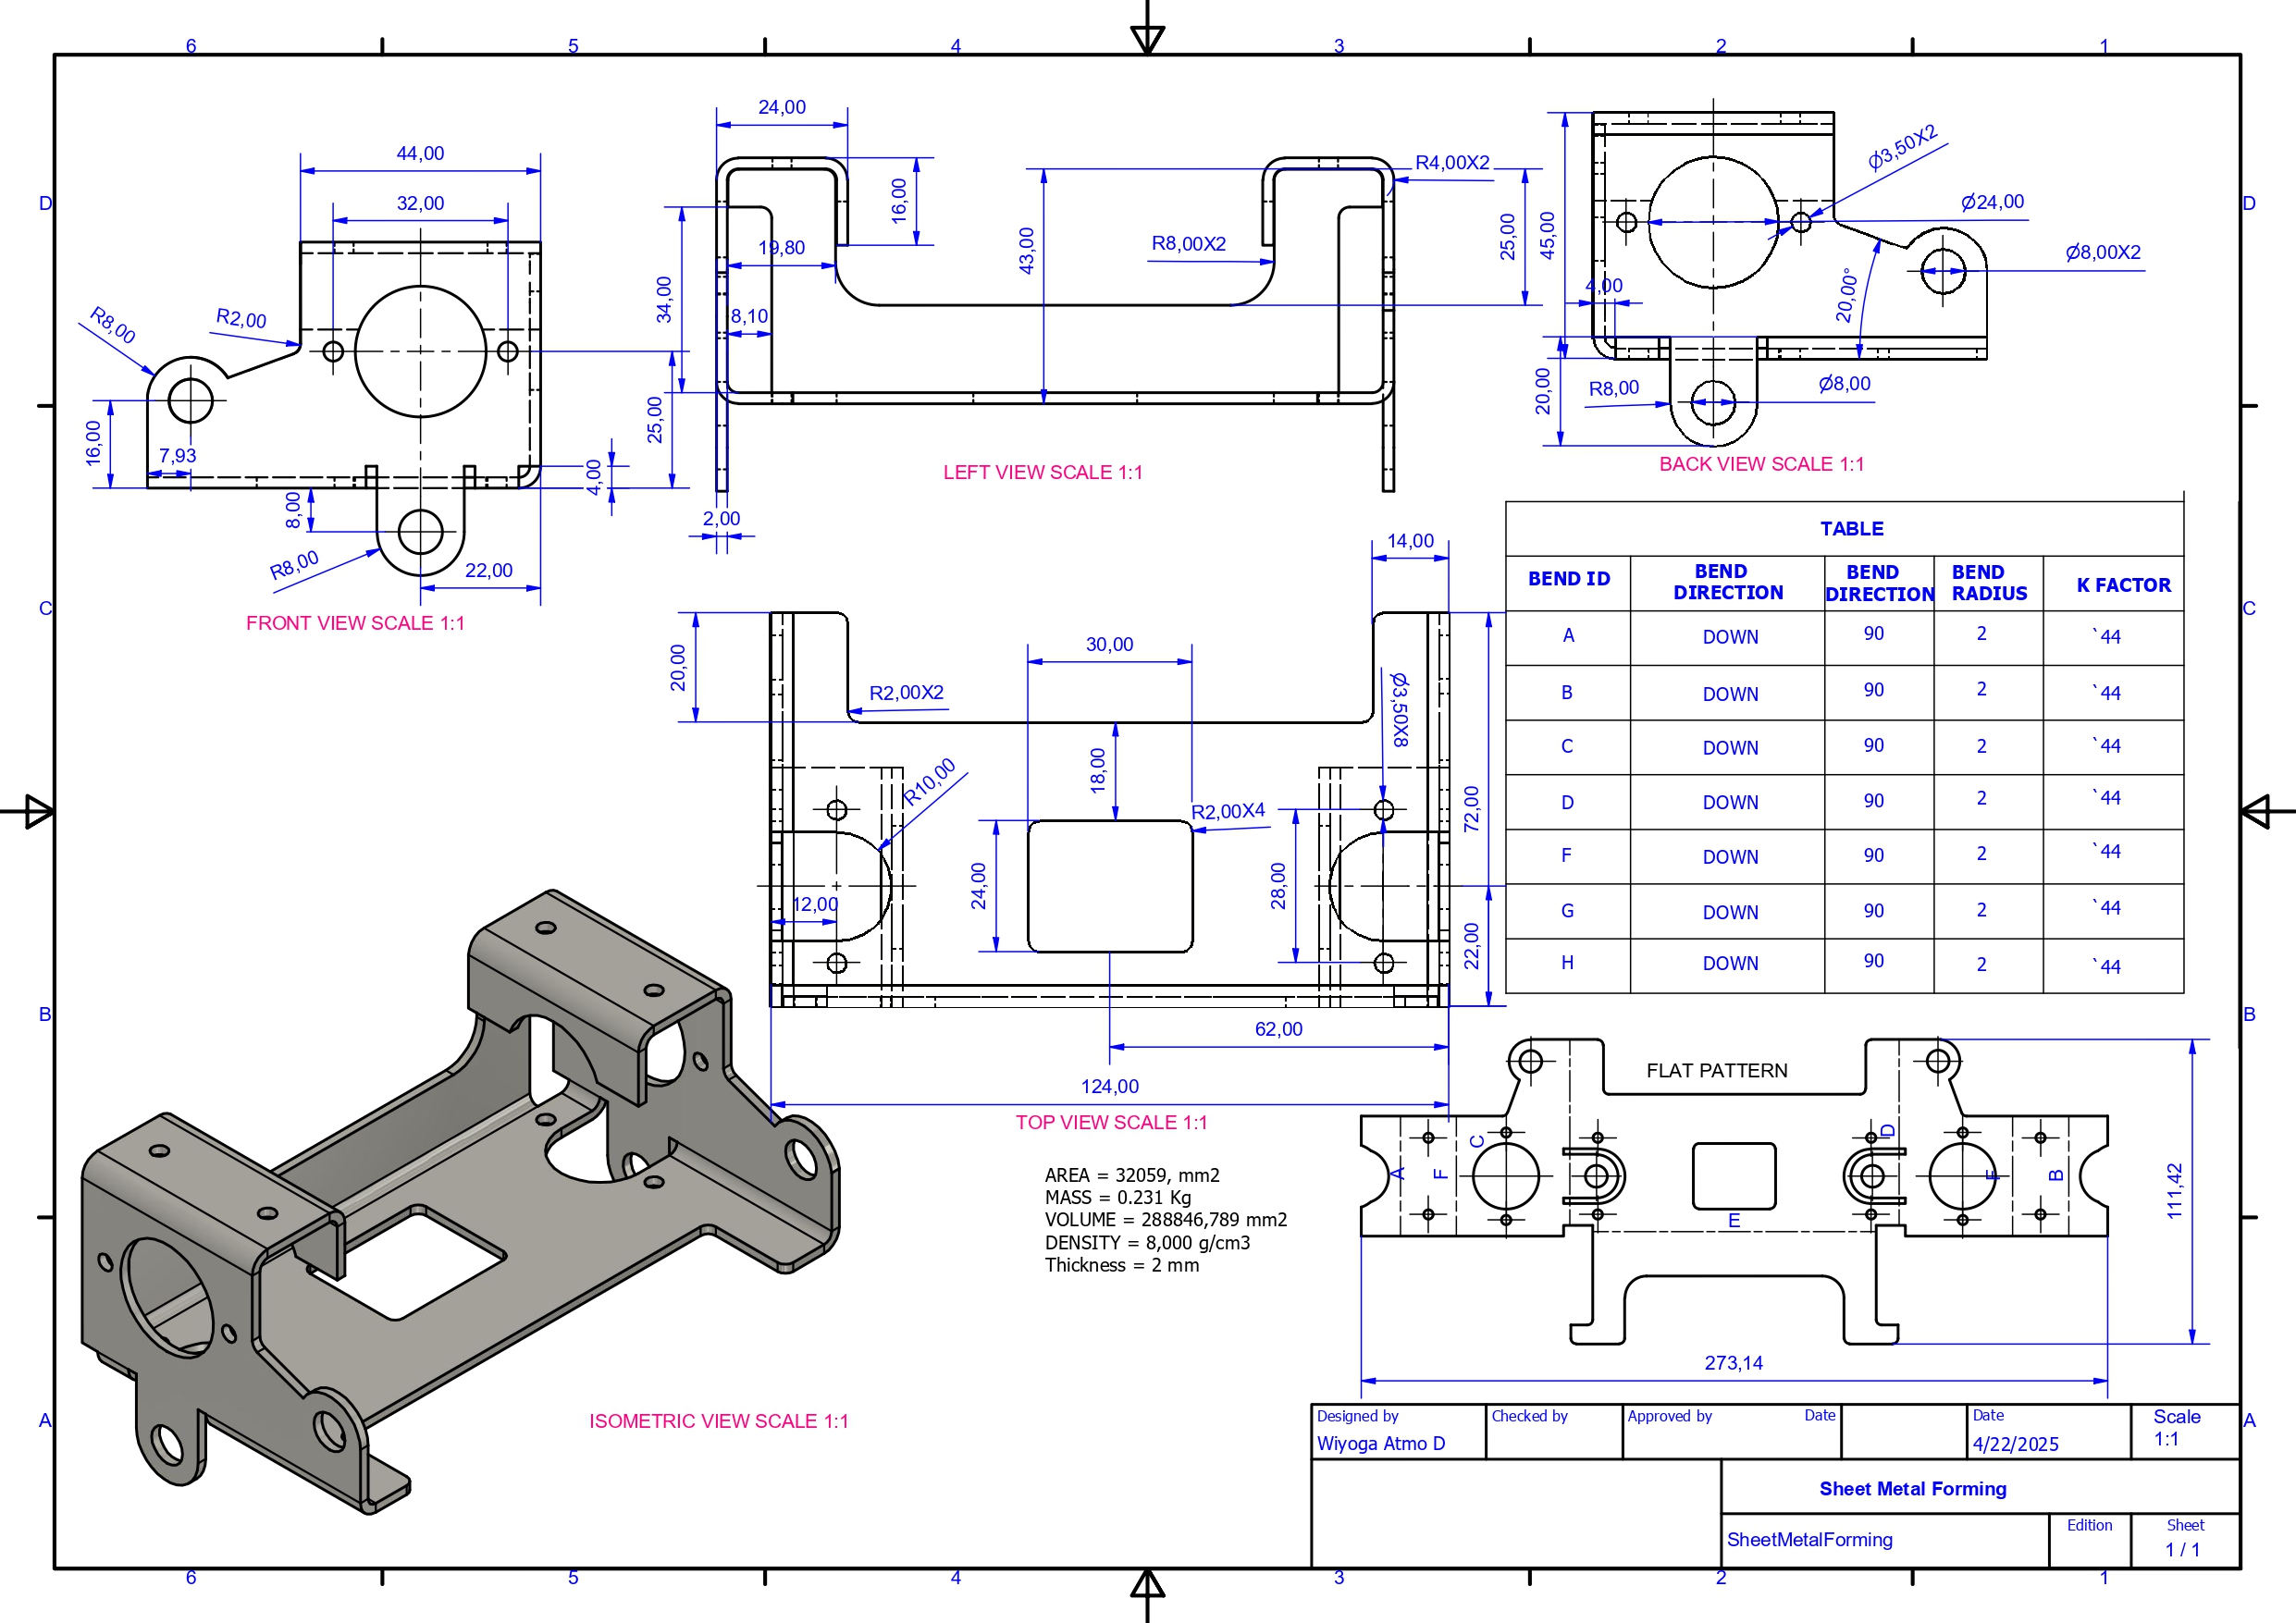 6 5 4 3 2 1
D
D
C
C
B
B
A
A
44,00
32,00
R8,00
R2,00
16,00
7,93
8,00
R8,00
22,00
4,00
25,00
FRONT VIEW SCALE 1:1
24,00
16,00
19,80
34,00
8,10
43,00
R8,00X2
R4,00X2
25,00
2,00
LEFT VIEW SCALE 1:1
45,00
Ø3,50X2
Ø24,00
Ø8,00X2
4,00
20,00°
20,00
R8,00
Ø8,00
BACK VIEW SCALE 1:1
14,00
20,00
30,00
R2,00X2
Ø3,50X8
18,00
R10,00
R2,00X4
72,00
24,00
28,00
12,00
22,00
62,00
124,00
TOP VIEW SCALE 1:1
TABLE
BEND ID BEND DIRECTION BEND DIRECTION BEND RADIUS K FACTOR
A DOWN 90 2 `44
B DOWN 90 2 `44
C DOWN 90 2 `44
D DOWN 90 2 `44
F DOWN 90 2 `44
G DOWN 90 2 `44
H DOWN 90 2 `44
AREA = 32059, mm2
MASS = 0.231 Kg
VOLUME = 288846,789 mm2
DENSITY = 8,000 g/cm3
Thickness = 2 mm
FLAT PATTERN
A F C D E F B
111,42
273,14
ISOMETRIC VIEW SCALE 1:1
Designed by Checked by Approved by Date Date Scale
Wiyoga Atmo D 4/22/2025 1:1
Sheet Metal Forming
SheetMetalForming Edition Sheet
1 / 1
6 5 4 3 2 1